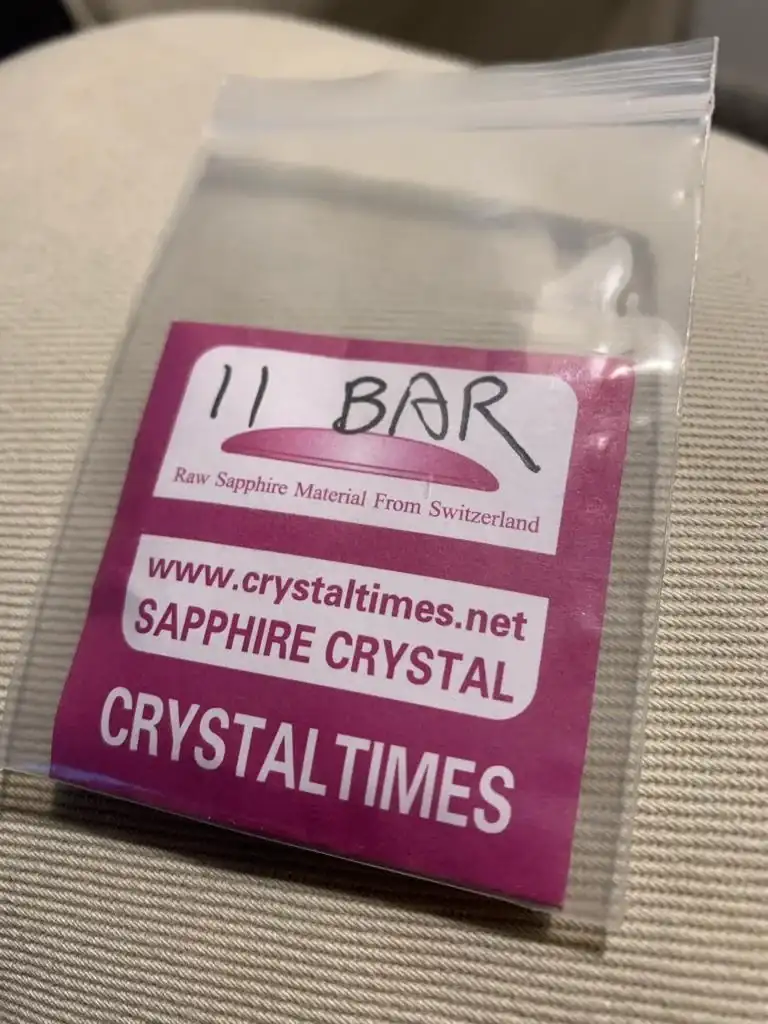 11 BAR
Raw Sapphire Material From Switzerland
www.crystaltimes.net
SAPPHIRE CRYSTAL
CRYSTALTIMES